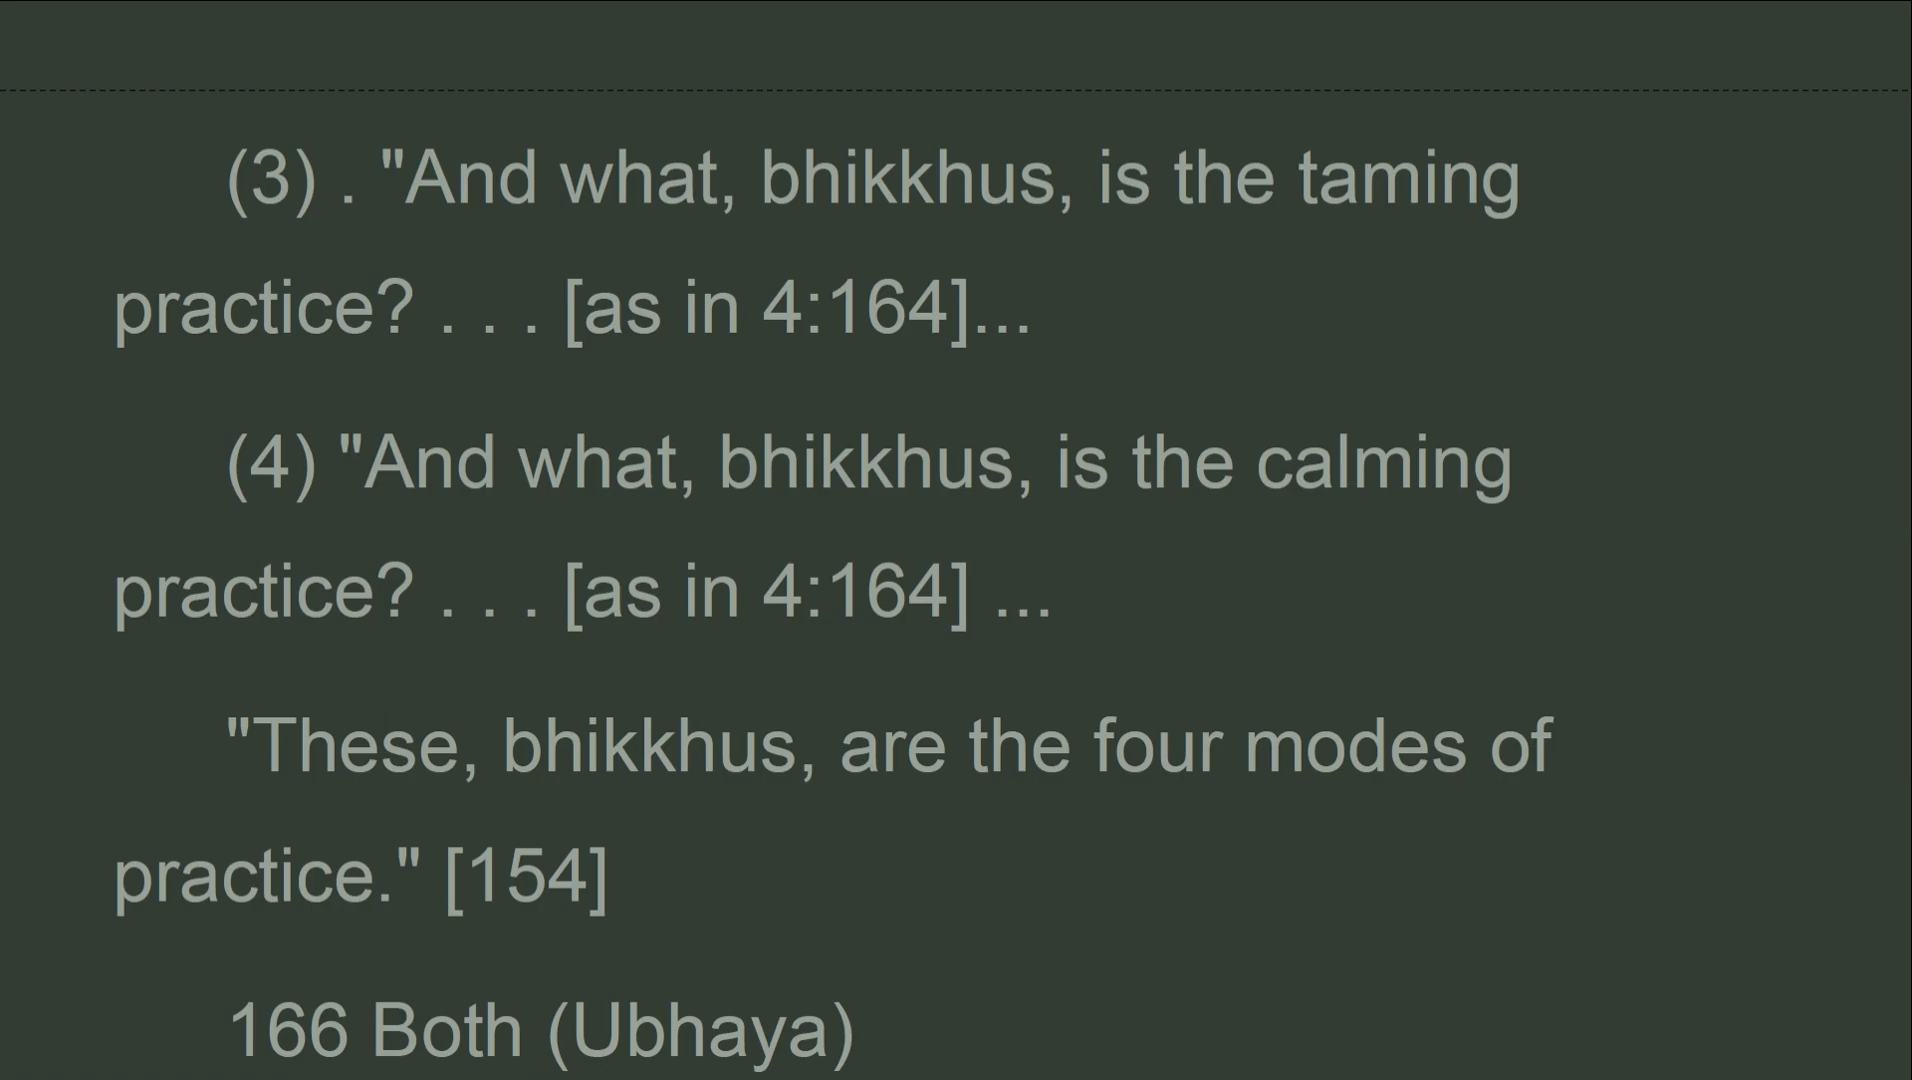 (3) . "And what, bhikkhus, is the taming
practice? . . . [as in 4:164]...
(4) "And what, bhikkhus, is the calming
practice? . . . [as in 4:164] ...
"These, bhikkhus, are the four modes of
practice." [154]
166 Both (Ubhaya)